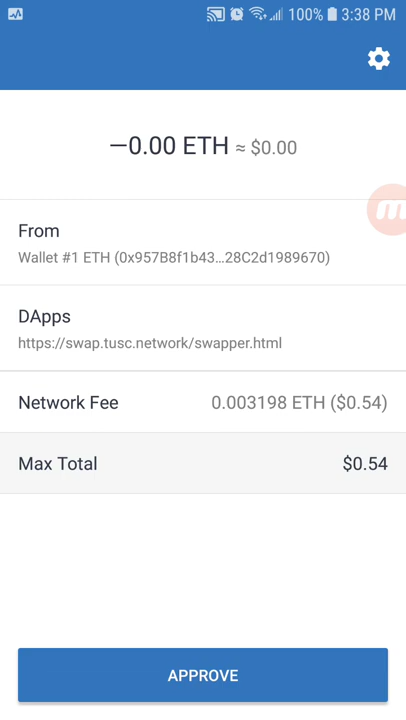 100% 3:38 PM
—0.00 ETH ≈ $0.00
From
Wallet #1 ETH (0x957B8f1b43...28C2d1989670)
DApps
https://swap.tusc.network/swapper.html
Network Fee 0.003198 ETH ($0.54)
Max Total $0.54
APPROVE